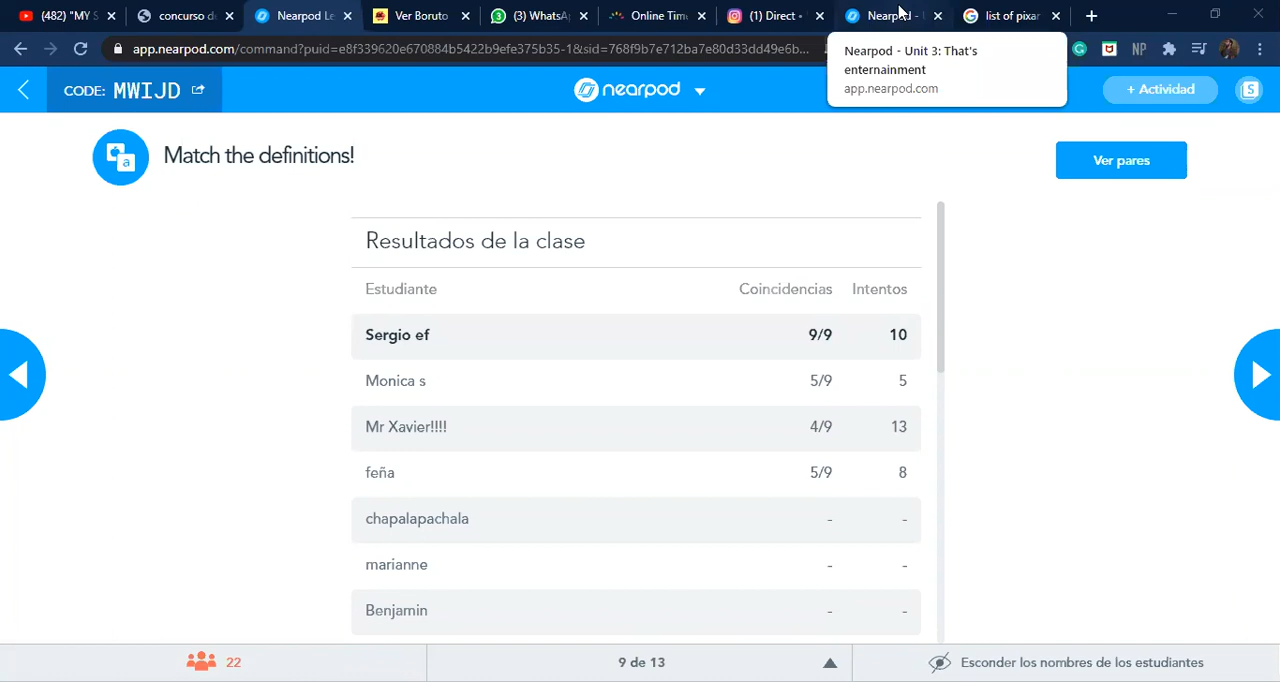 (482) "MY S
concurso de
Nearpod Le
Ver Boruto
(3) WhatsA
Online Tim
(1) Direct •
Nearpod -
list of pixar
app.nearpod.com/command?puid=e8f339620e670884b5422b9efe375b35-1&sid=768f9b7e712ba7e80d33dd49e6b...
NP
Nearpod - Unit 3: That's
enternainment
app.nearpod.com
CODE: MWIJD
nearpod
+ Actividad
S
Match the definitions!
Ver pares
Resultados de la clase
Estudiante Coincidencias Intentos
Sergio ef 9/9 10
Monica s 5/9 5
Mr Xavier!!!! 4/9 13
feña 5/9 8
chapalapachala - -
marianne - -
Benjamin - -
22
9 de 13
Esconder los nombres de los estudiantes